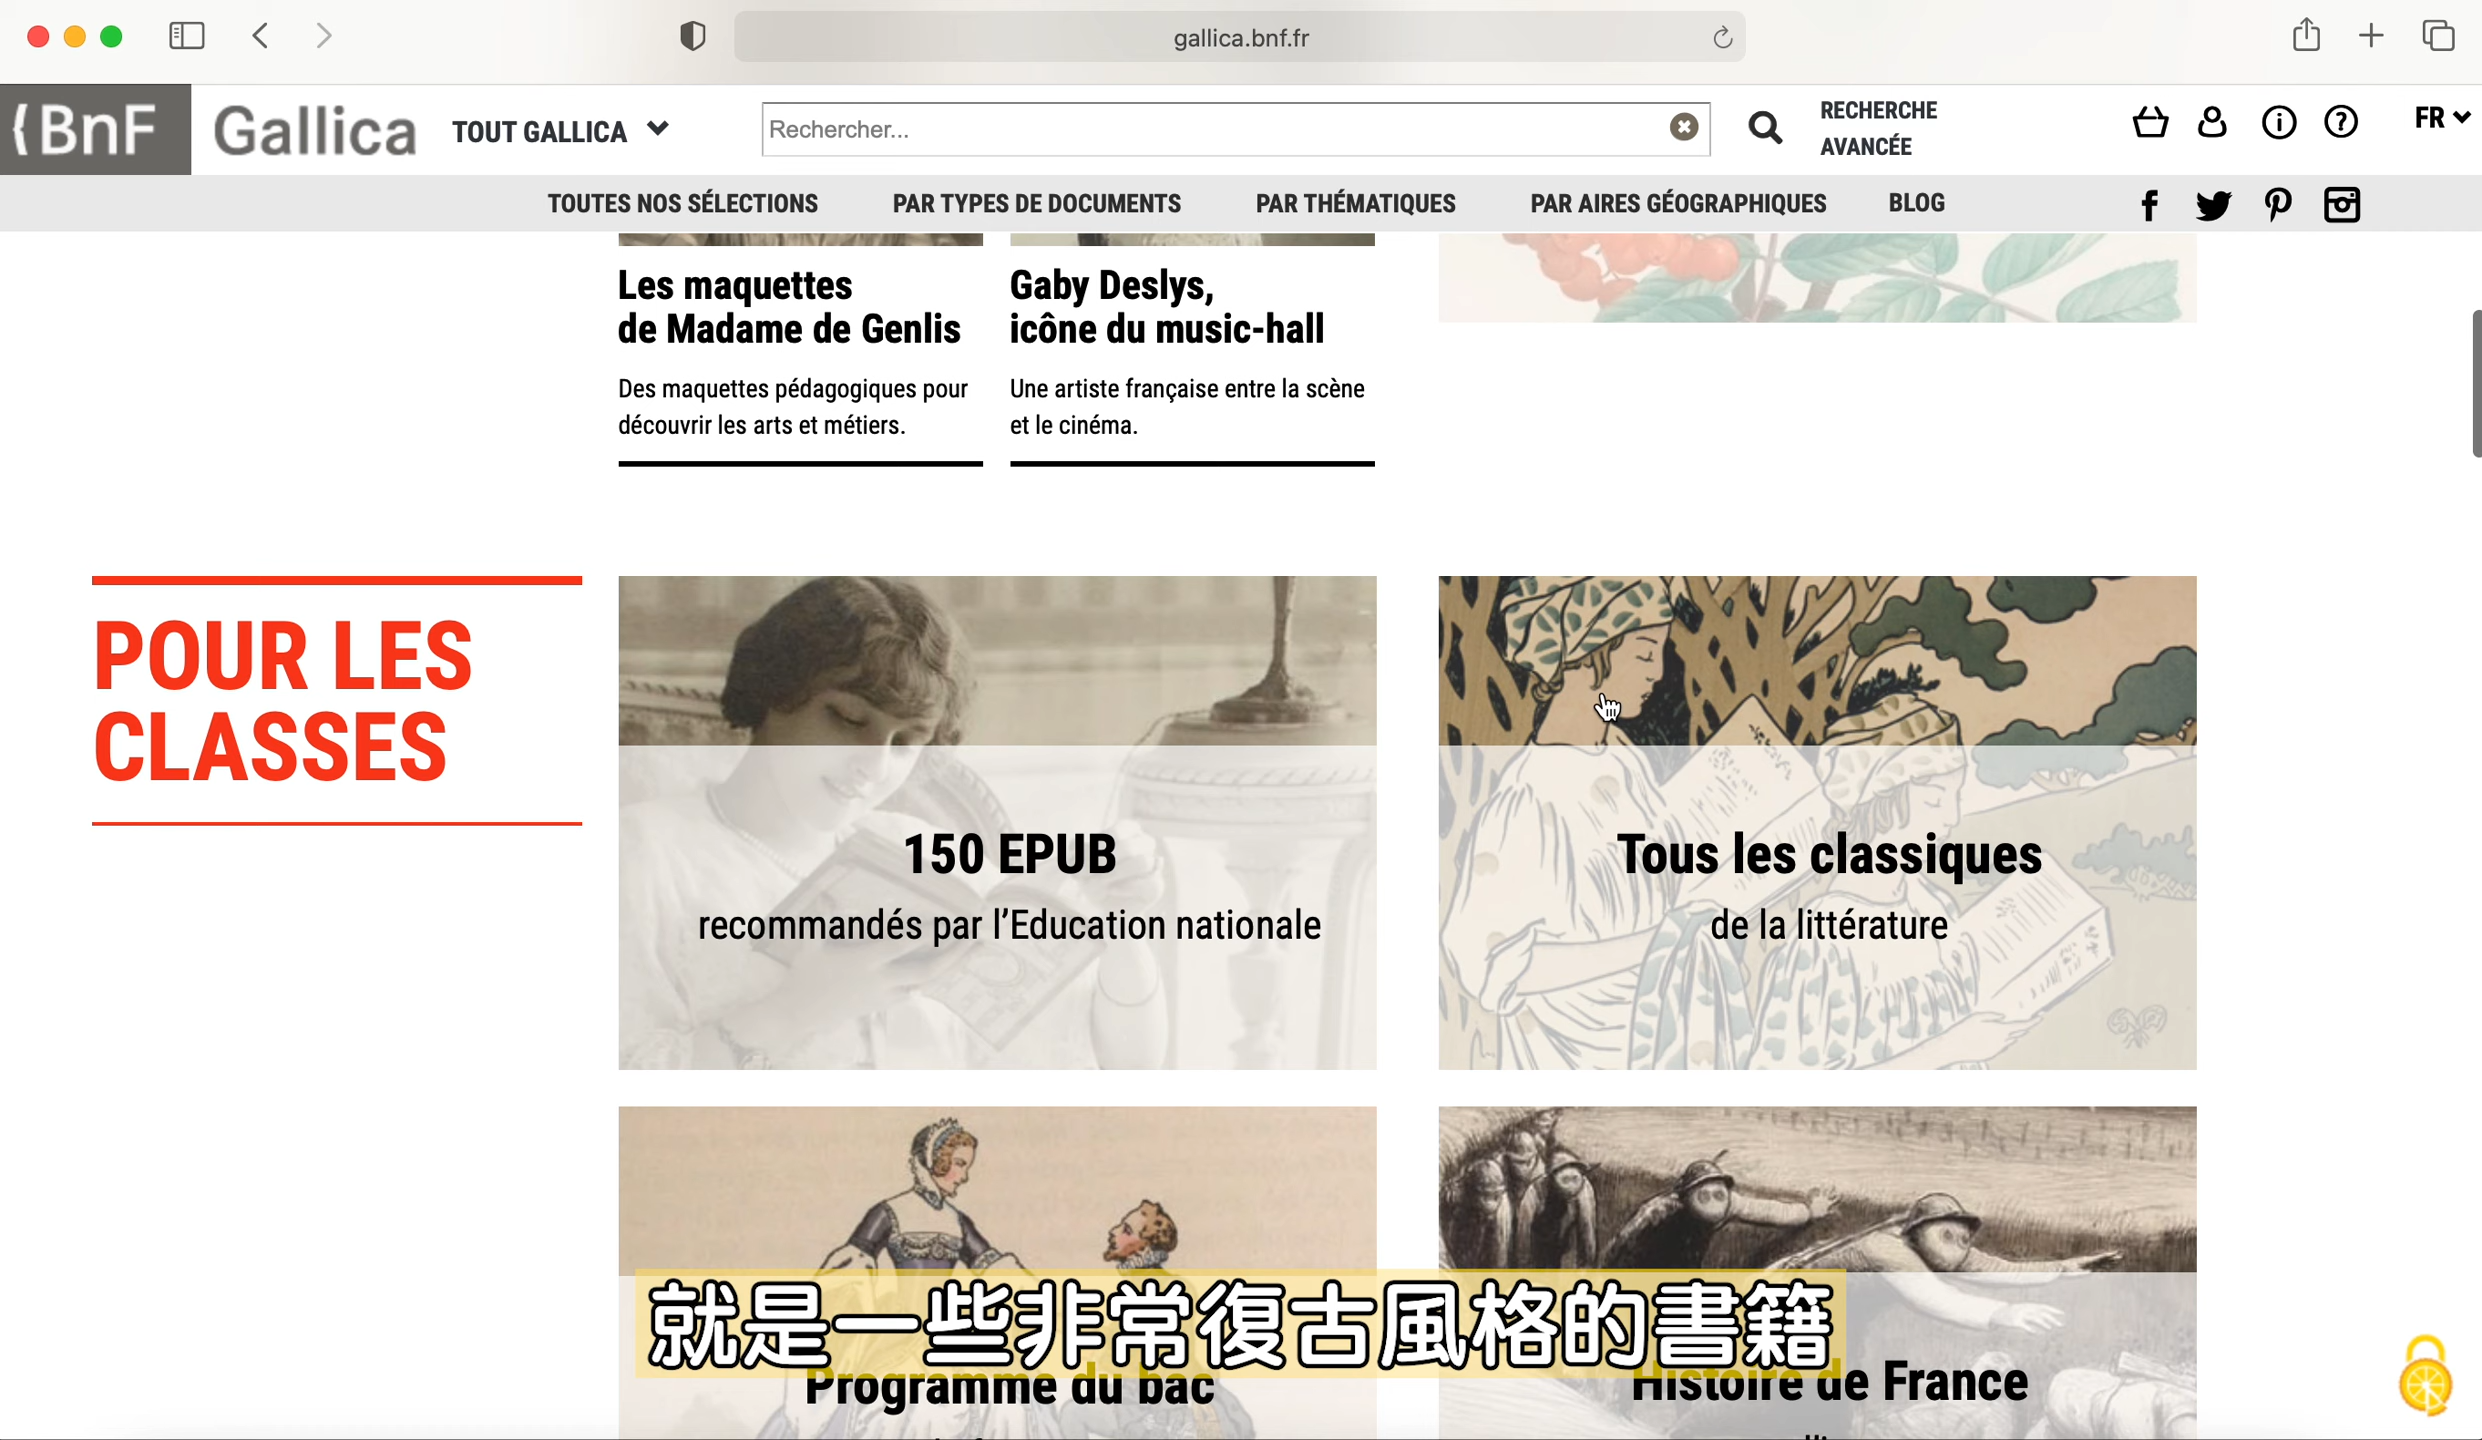 gallica.bnf.fr
BnF Gallica
TOUT GALLICA
Rechercher...
RECHERCHE
AVANCÉE
FR
TOUTES NOS SÉLECTIONS
PAR TYPES DE DOCUMENTS
PAR THÉMATIQUES
PAR AIRES GÉOGRAPHIQUES
BLOG
Les maquettes
de Madame de Genlis
Des maquettes pédagogiques pour
découvrir les arts et métiers.
Gaby Deslys,
icône du music-hall
Une artiste française entre la scène
et le cinéma.
POUR LES
CLASSES
150 EPUB
recommandés par l’Education nationale
Tous les classiques
de la littérature
就是一些非常復古風格的書籍
Programme du bac
Histoire de France